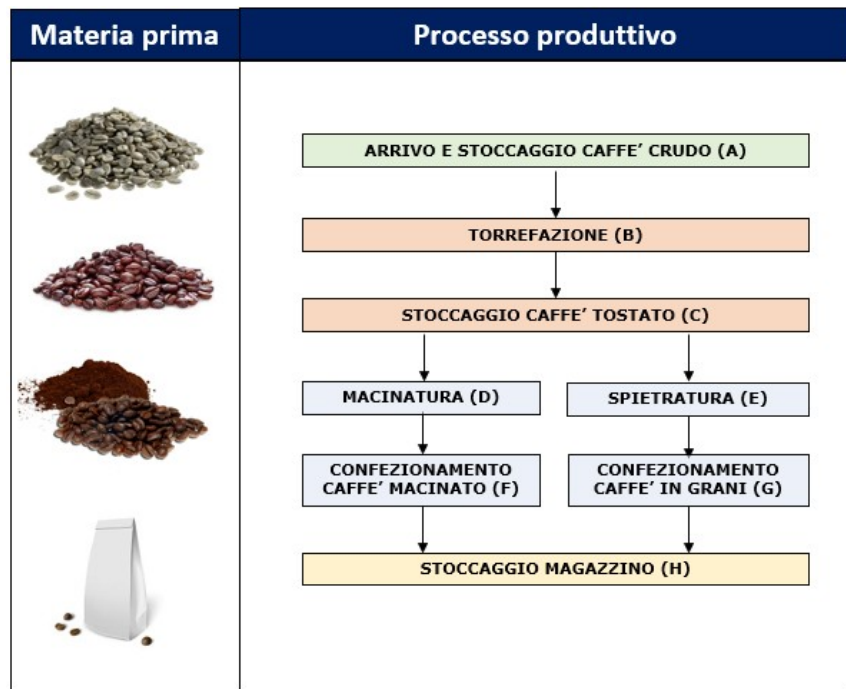 Materia prima
Processo produttivo
ARRIVO E STOCCAGGIO CAFFE' CRUDO (A)
TORREFAZIONE (B)
STOCCAGGIO CAFFE' TOSTATO (C)
MACINATURA (D)
SPIETRATURA (E)
CONFEZIONAMENTO
CAFFE' MACINATO (F)
CONFEZIONAMENTO
CAFFE' IN GRANI (G)
STOCCAGGIO MAGAZZINO (H)